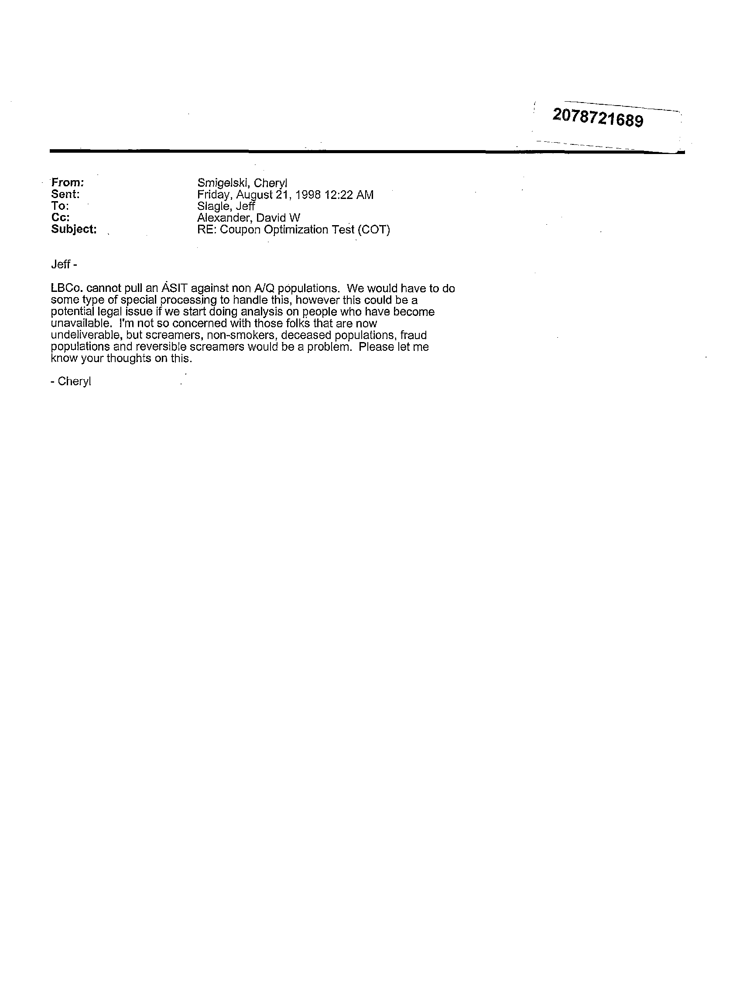 2078721689
From: Smigelski, Cheryl
Sent: Friday, August 21, 1998 12:22 AM
To: Slagle, Jeff
Cc: Alexander, David W
Subject: RE: Coupon Optimization Test (COT)
Jeff -
LBCo. cannot pull an ASIT against non A/Q populations. We would have to do
some type of special processing to handle this, however this could be a
potential legal issue if we start doing analysis on people who have become
unavailable. I'm not so concerned with those folks that are now
undeliverable, but screamers, non-smokers, deceased populations, fraud
populations and reversible screamers would be a problem. Please let me
know your thoughts on this.
- Cheryl